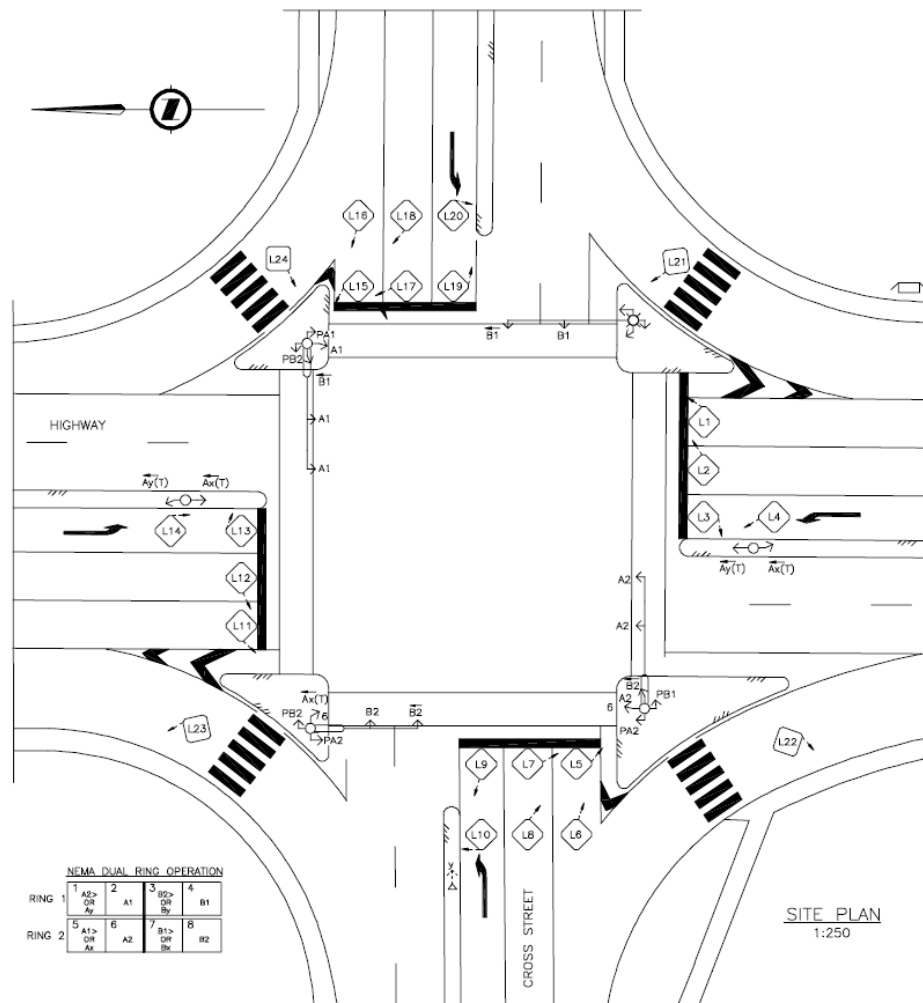 L16
L18
L20
L24
L21
L15
L17
L19
PA1
A1
PB2
B1
B1
B1
A1
A1
HIGHWAY
L1
L2
Ay(T)
Ax(T)
L14
L13
L3
L4
L12
Ay(T)
Ax(T)
A2
L11
A2
Ax(T)
B2
PB1
A2
6
PB2
6
B2
B2
PA2
PA2
L23
L22
L9
L7
L5
L10
L8
L6
CROSS STREET
NEMA DUAL RING OPERATION
RING 1
1 A2> OR Ay
2 A1
3 B2> OR By
4 B1
RING 2
5 A1> OR Ax
6 A2
7 B1> OR Bx
8 B2
SITE PLAN
1:250